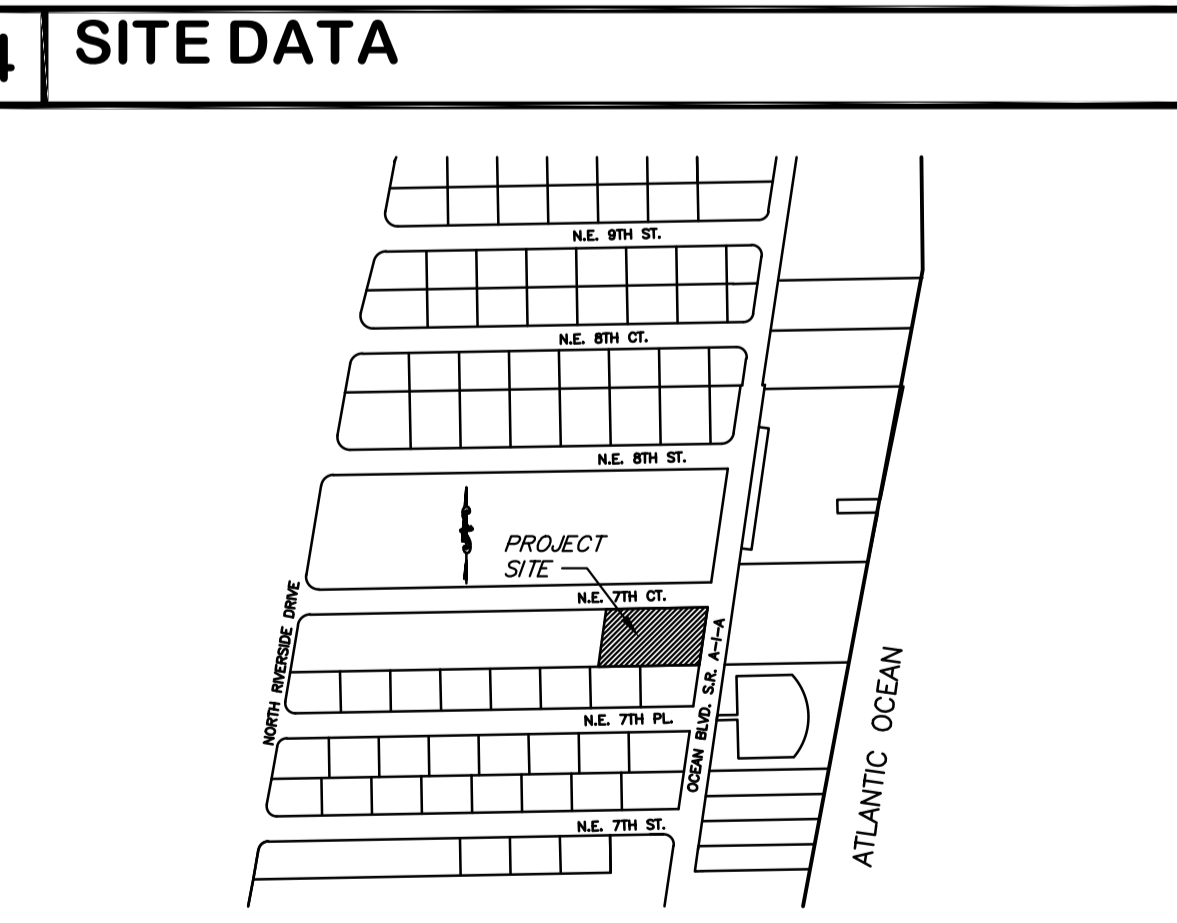 4
SITE DATA
N.E. 9TH ST.
N.E. 8TH CT.
N.E. 8TH ST.
PROJECT
SITE
N.E. 7TH CT.
NORTH RIVERSIDE DRIVE
OCEAN BLVD. S.R. A-1-A
N.E. 7TH PL.
ATLANTIC OCEAN
N.E. 7TH ST.